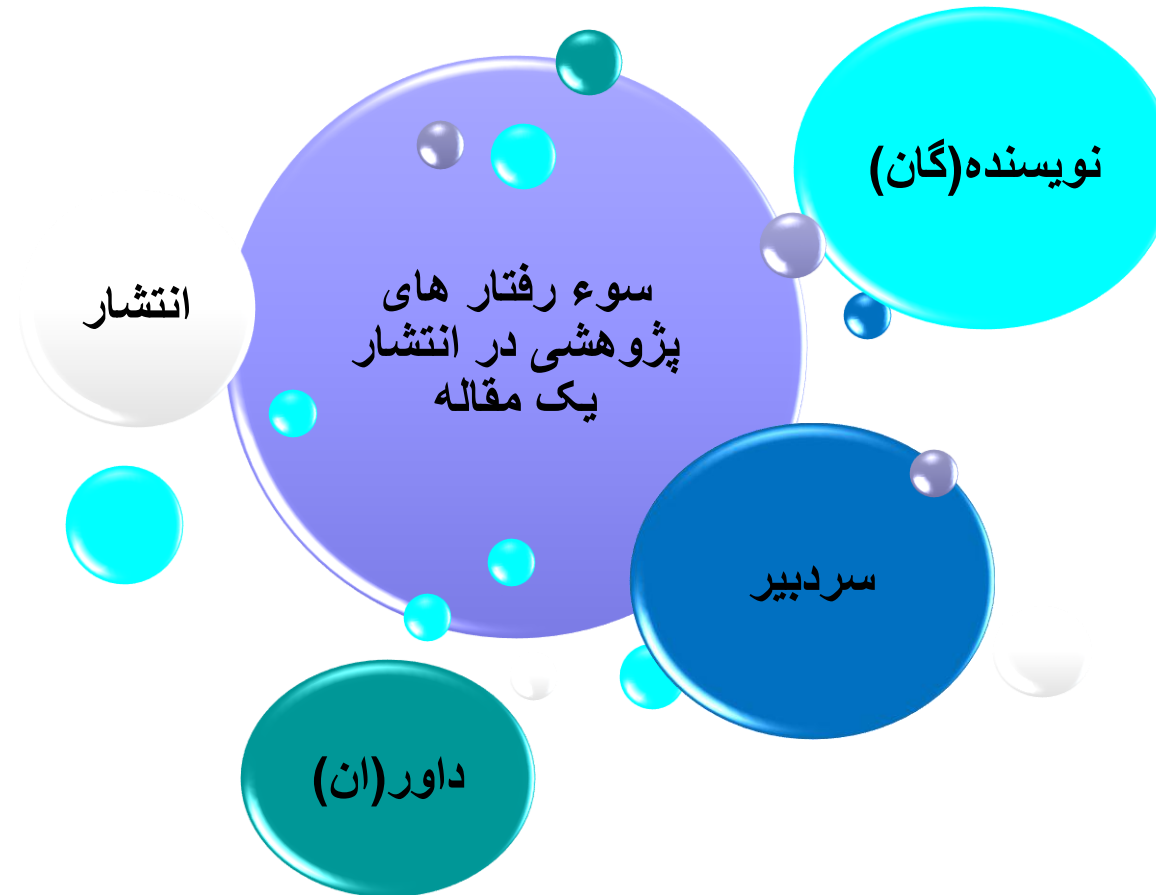 نویسنده(گان)
سوء رفتار های
پژوهشی در انتشار
یک مقاله
انتشار
سردبیر
داور(ان)